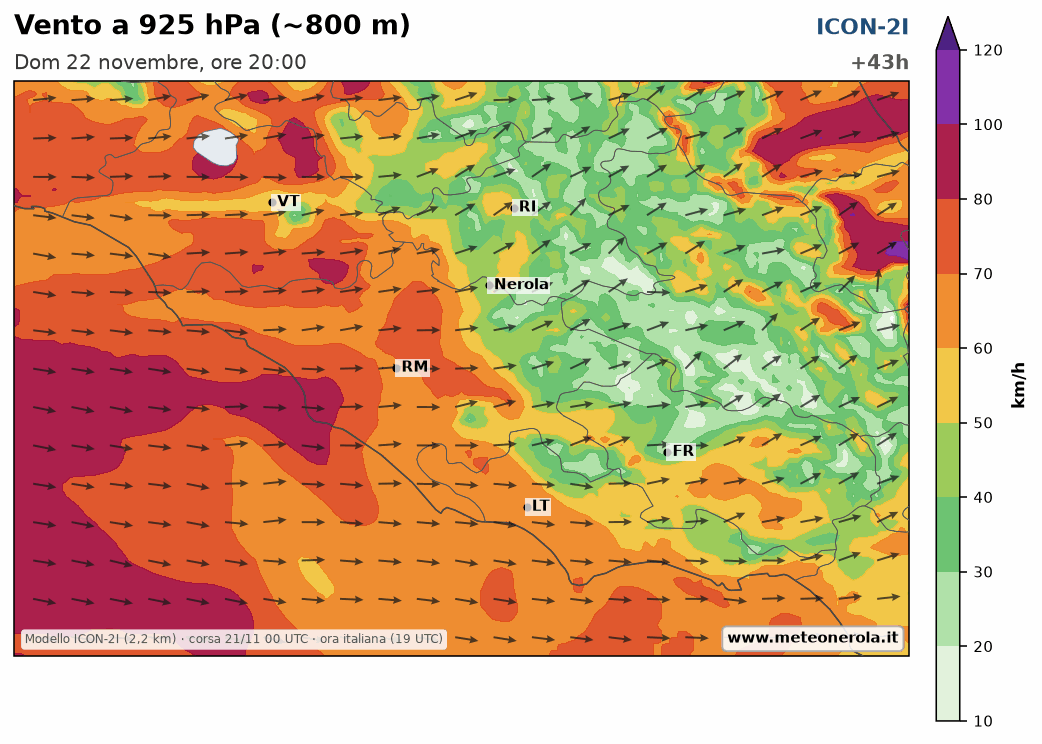 Vento a 925 hPa (~800 m)
ICON-2I
Dom 22 novembre, ore 20:00
+43h
120
100
80
70
60
50
40
30
20
10
km/h
VT
RI
Nerola
RM
FR
LT
Modello ICON-2I (2,2 km) · corsa 21/11 00 UTC · ora italiana (19 UTC)
www.meteonerola.it